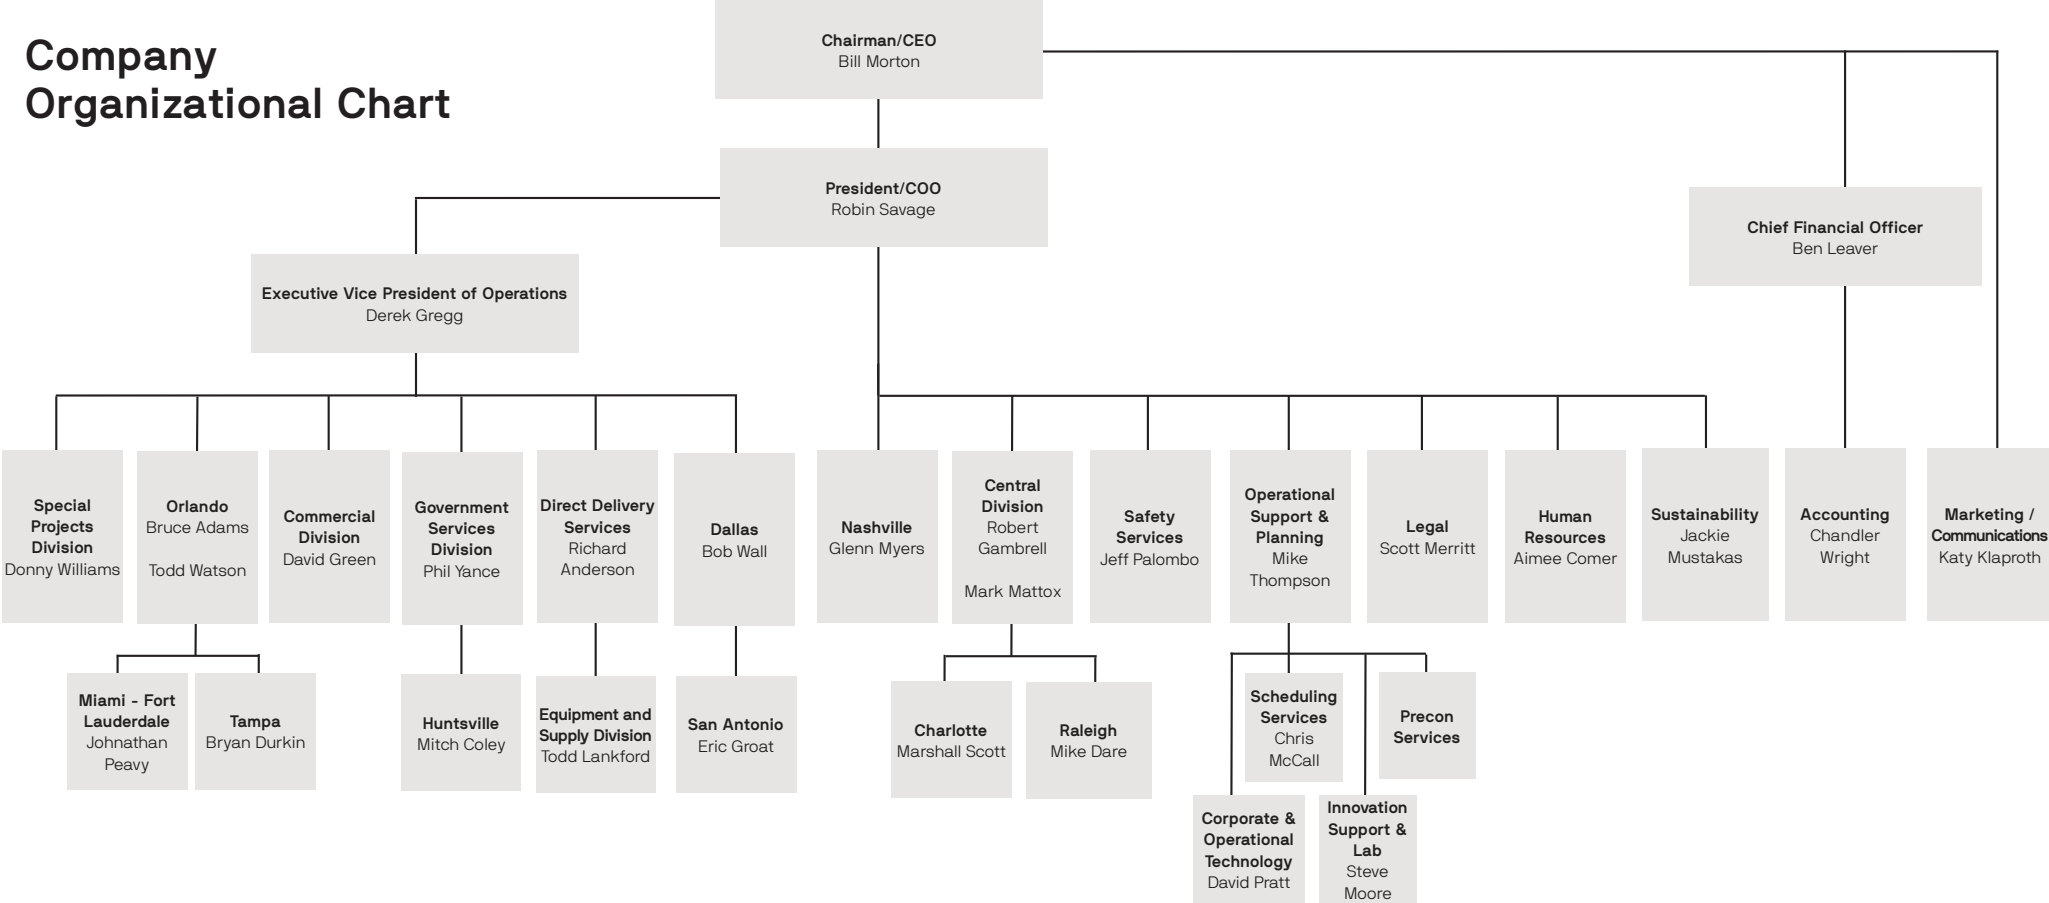 Company
Organizational Chart
Chairman/CEO
Bill Morton
President/COO
Robin Savage
Chief Financial Officer
Ben Leaver
Executive Vice President of Operations
Derek Gregg
Special
Projects
Division
Donny Williams
Orlando
Bruce Adams
Todd Watson
Commercial
Division
David Green
Government
Services
Division
Phil Yance
Direct Delivery
Services
Richard
Anderson
Dallas
Bob Wall
Nashville
Glenn Myers
Central
Division
Robert
Gambrell
Mark Mattox
Safety
Services
Jeff Palombo
Operational
Support &
Planning
Mike
Thompson
Legal
Scott Merritt
Human
Resources
Aimee Comer
Sustainability
Jackie
Mustakas
Accounting
Chandler
Wright
Marketing /
Communications
Katy Klaproth
Miami - Fort
Lauderdale
Johnathan
Peavy
Tampa
Bryan Durkin
Huntsville
Mitch Coley
Equipment and
Supply Division
Todd Lankford
San Antonio
Eric Groat
Charlotte
Marshall Scott
Raleigh
Mike Dare
Scheduling
Services
Chris
McCall
Precon
Services
Corporate &
Operational
Technology
David Pratt
Innovation
Support &
Lab
Steve
Moore